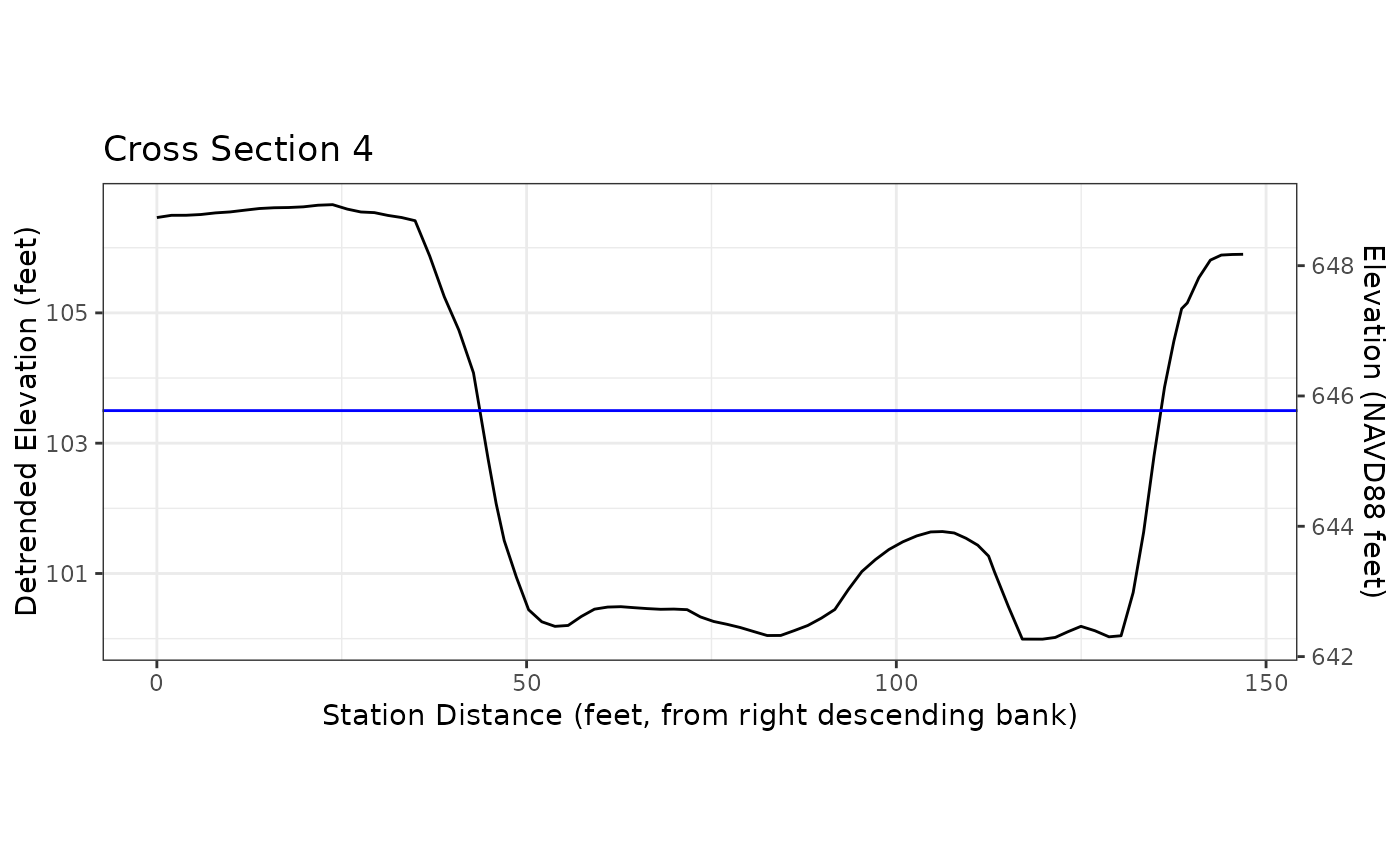 Cross Section 4
Detrended Elevation (feet)
105
103
101
648
646
644
642
Elevation (NAVD88 feet)
0
50
100
150
Station Distance (feet, from right descending bank)